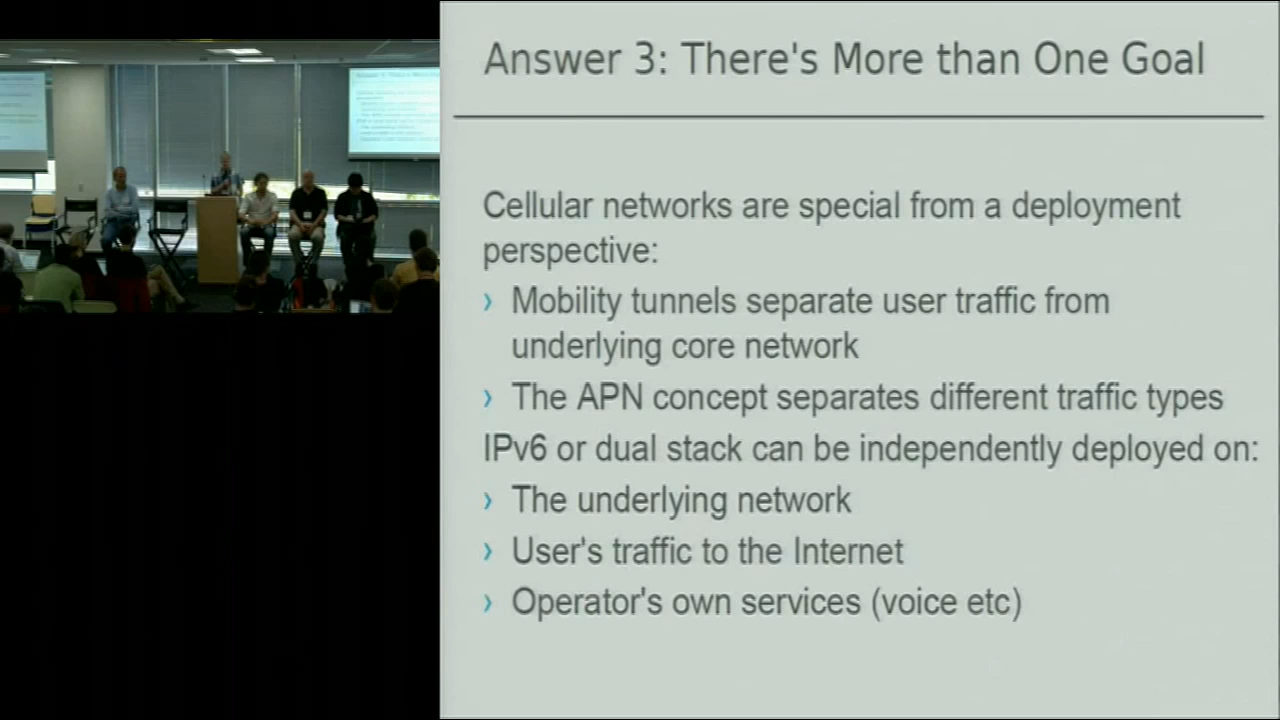 Answer 3: There's More than One Goal
Cellular networks are special from a deployment
perspective:
› Mobility tunnels separate user traffic from
underlying core network
› The APN concept separates different traffic types
IPv6 or dual stack can be independently deployed on:
› The underlying network
› User's traffic to the Internet
› Operator's own services (voice etc)